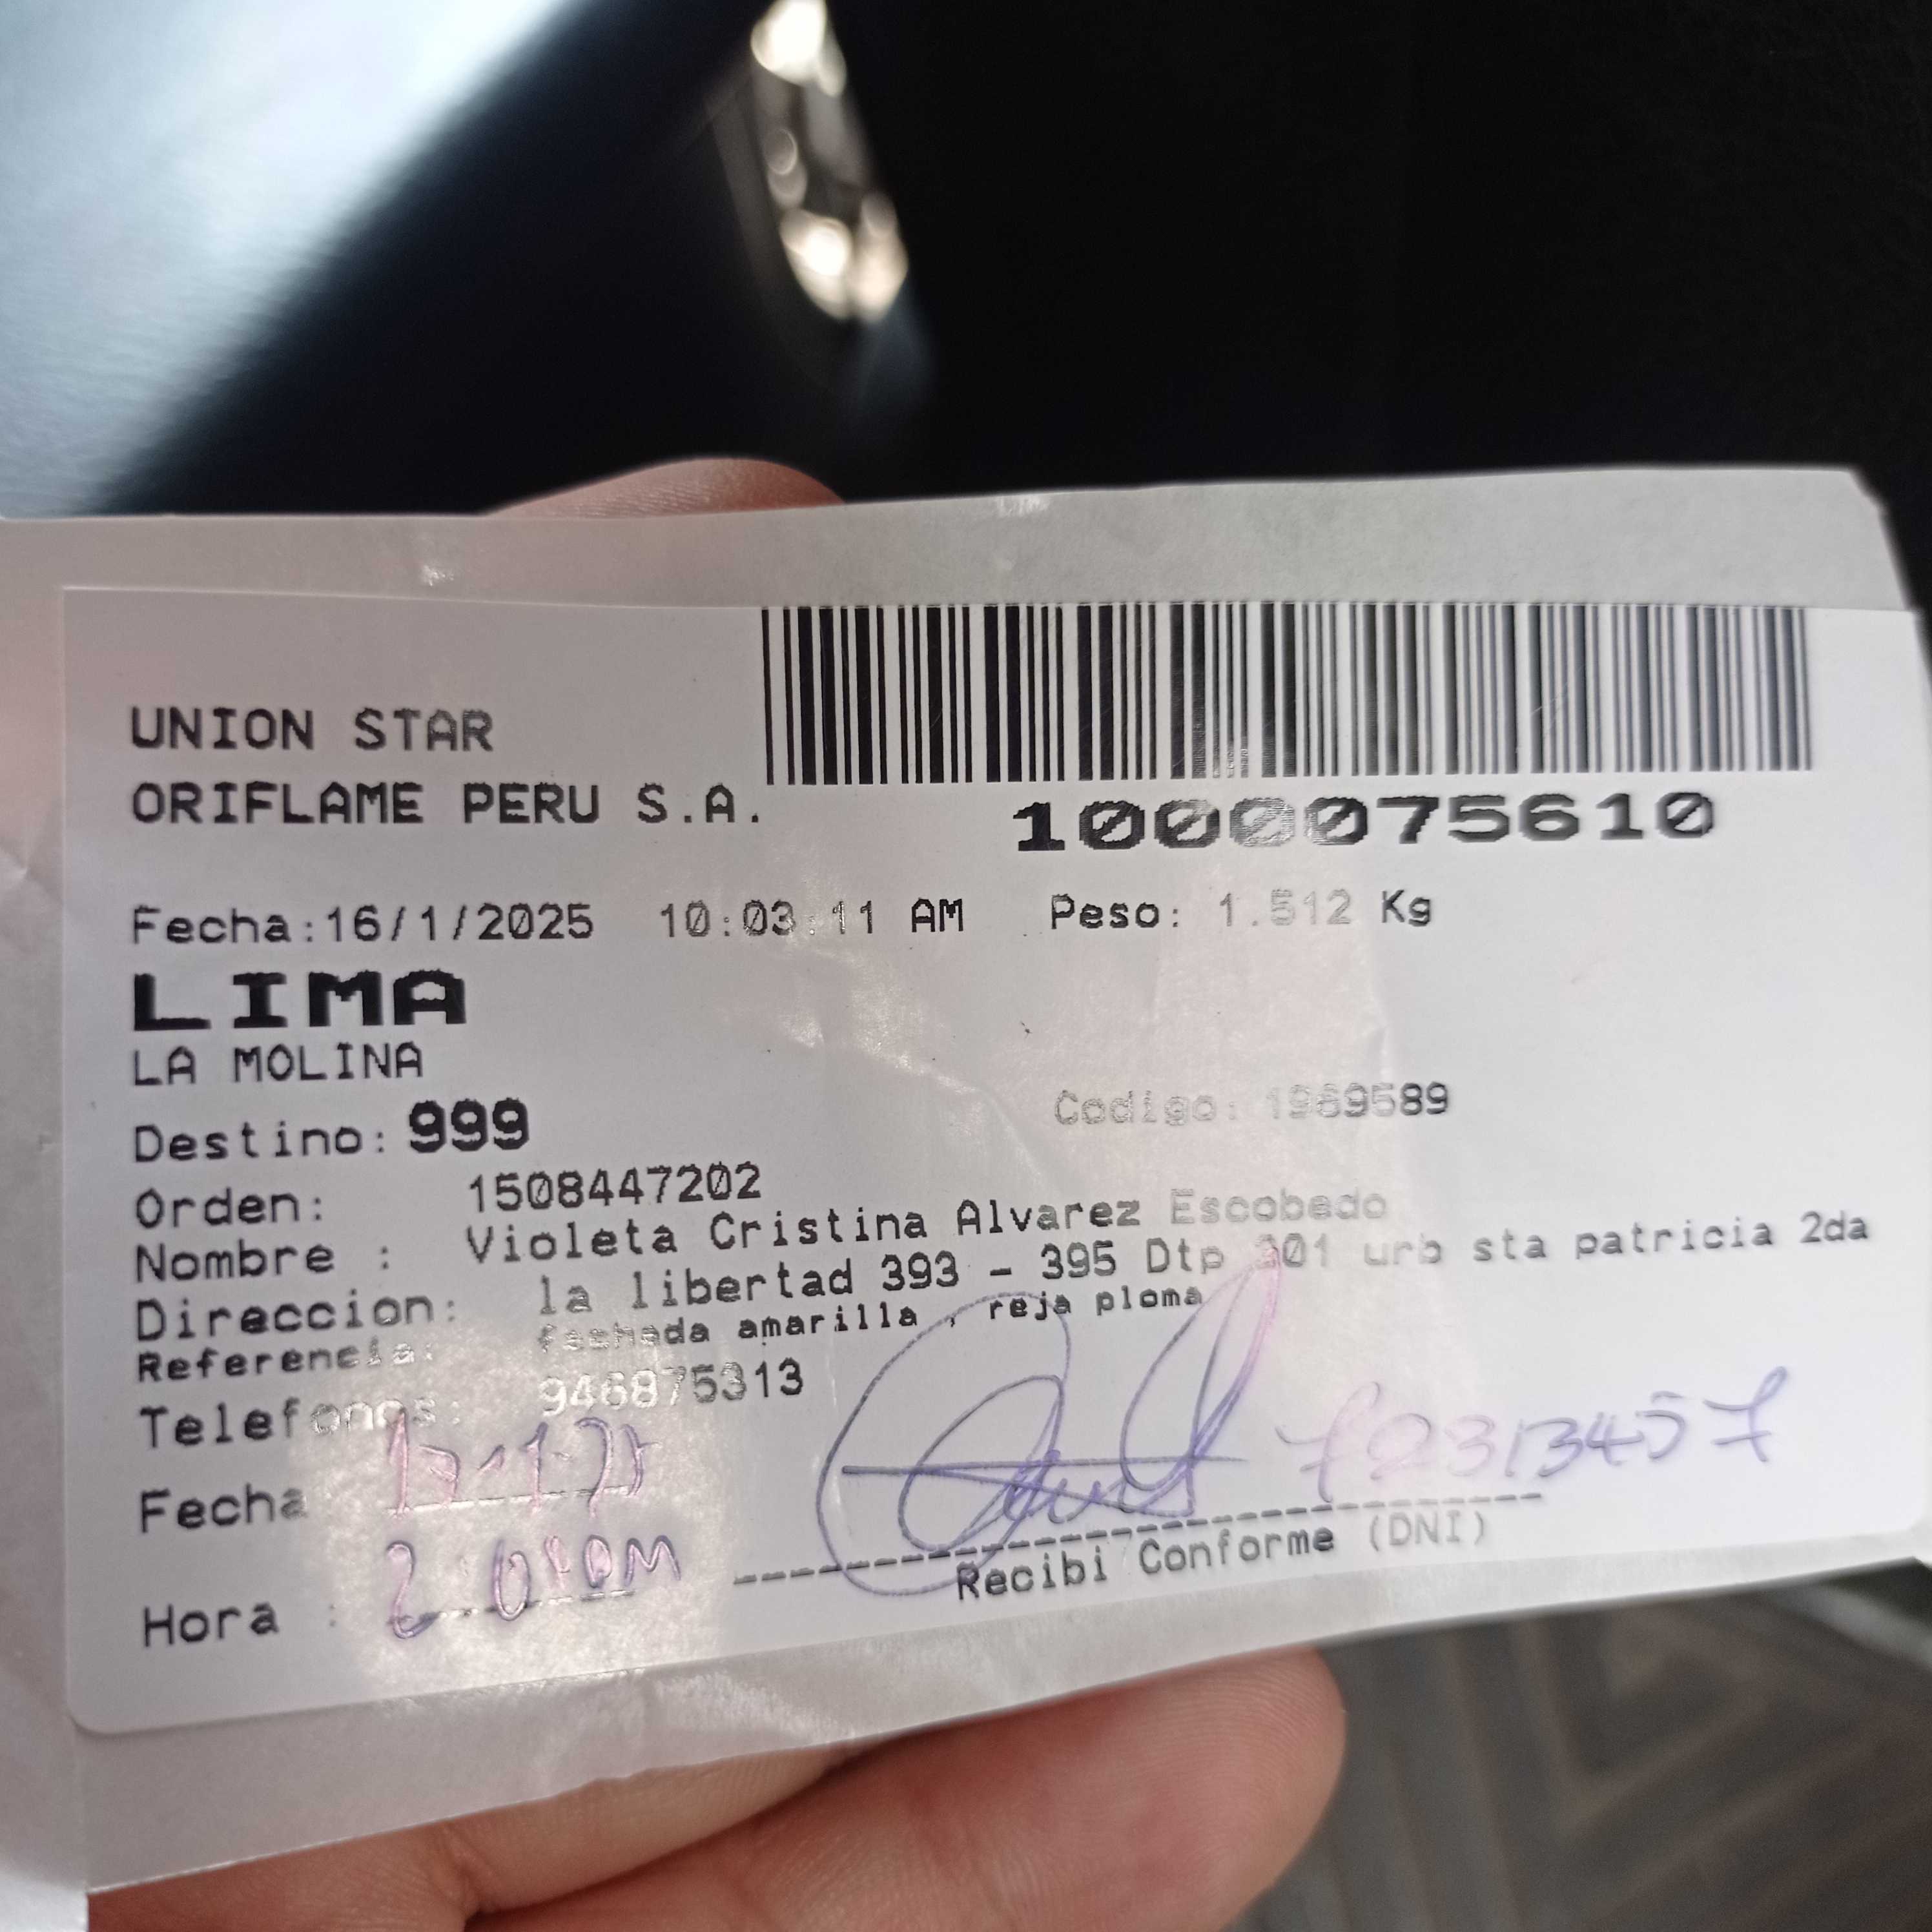 UNION STAR
ORIFLAME PERU S.A.
1000075610
Fecha:16/1/2025 10:03:11 AM Peso: 1.512 Kg
LIMA
LA MOLINA
Destino: 999 Codigo: 1969589
Orden: 1508447202
Nombre : Violeta Cristina Alvarez Escobedo
Direccion: la libertad 393 - 395 Dtp 301 urb sta patricia 2da
Referencia: fachada amarilla , reja ploma
Telefonos: 946875313
Fecha
72313457
Hora :
Recibi Conforme (DNI)